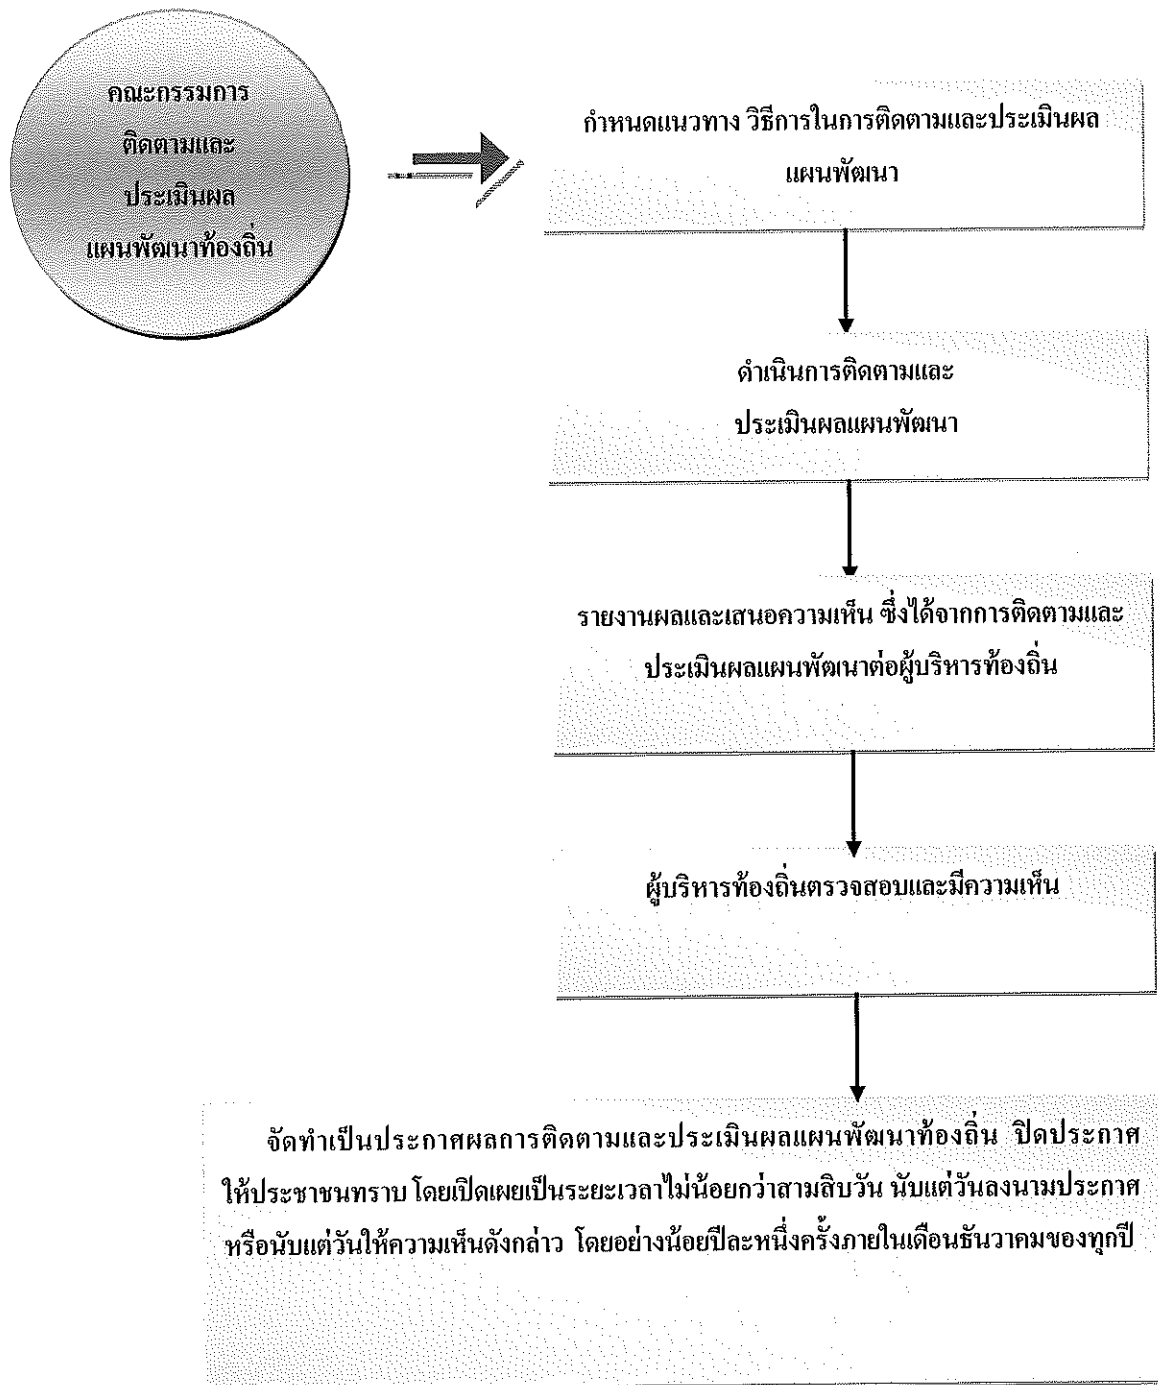 คณะกรรมการ
ติดตามและ
ประเมินผล
แผนพัฒนาท้องถิ่น
กำหนดแนวทาง วิธีการในการติดตามและประเมินผล
แผนพัฒนา
ดำเนินการติดตามและ
ประเมินผลแผนพัฒนา
รายงานผลและเสนอความเห็น ซึ่งได้จากการติดตามและ
ประเมินผลแผนพัฒนาต่อผู้บริหารท้องถิ่น
ผู้บริหารท้องถิ่นตรวจสอบและมีความเห็น
จัดทำเป็นประกาศผลการติดตามและประเมินผลแผนพัฒนาท้องถิ่น ปิดประกาศ
ให้ประชาชนทราบ โดยเปิดเผยเป็นระยะเวลาไม่น้อยกว่าสามสิบวัน นับแต่วันลงนามประกาศ
หรือนับแต่วันให้ความเห็นดังกล่าว โดยอย่างน้อยปีละหนึ่งครั้งภายในเดือนธันวาคมของทุกปี